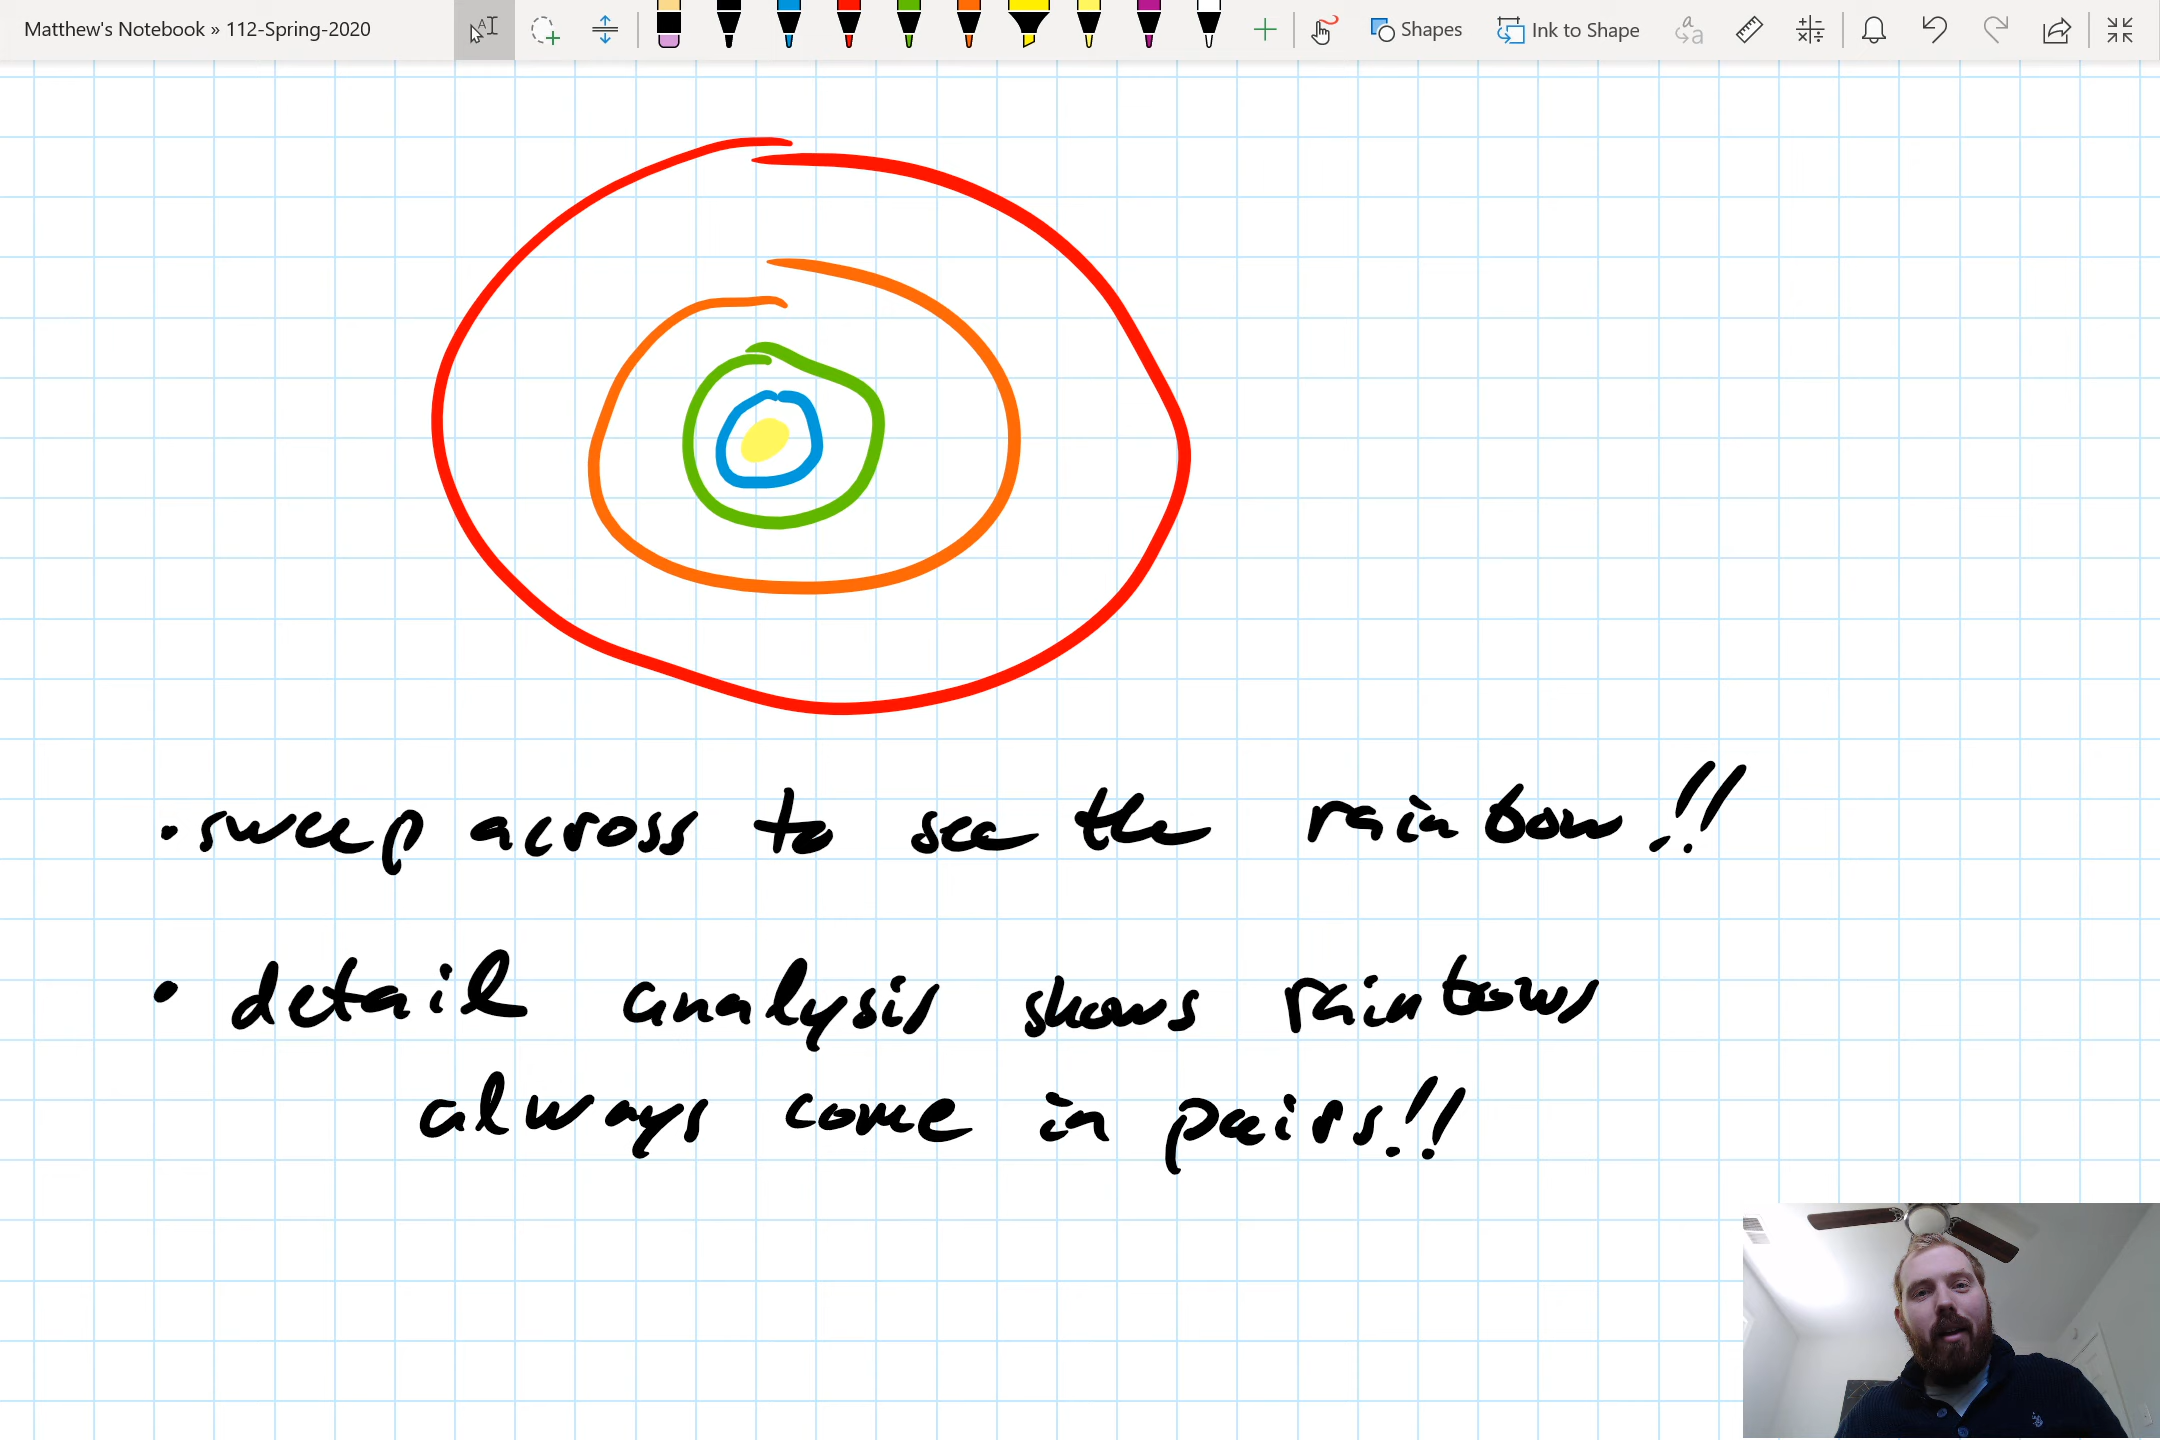 Matthew's Notebook » 112-Spring-2020
Shapes
Ink to Shape
• sweep across to see the rainbow!!
• detail analysis shows rainbows
always come in pairs!!